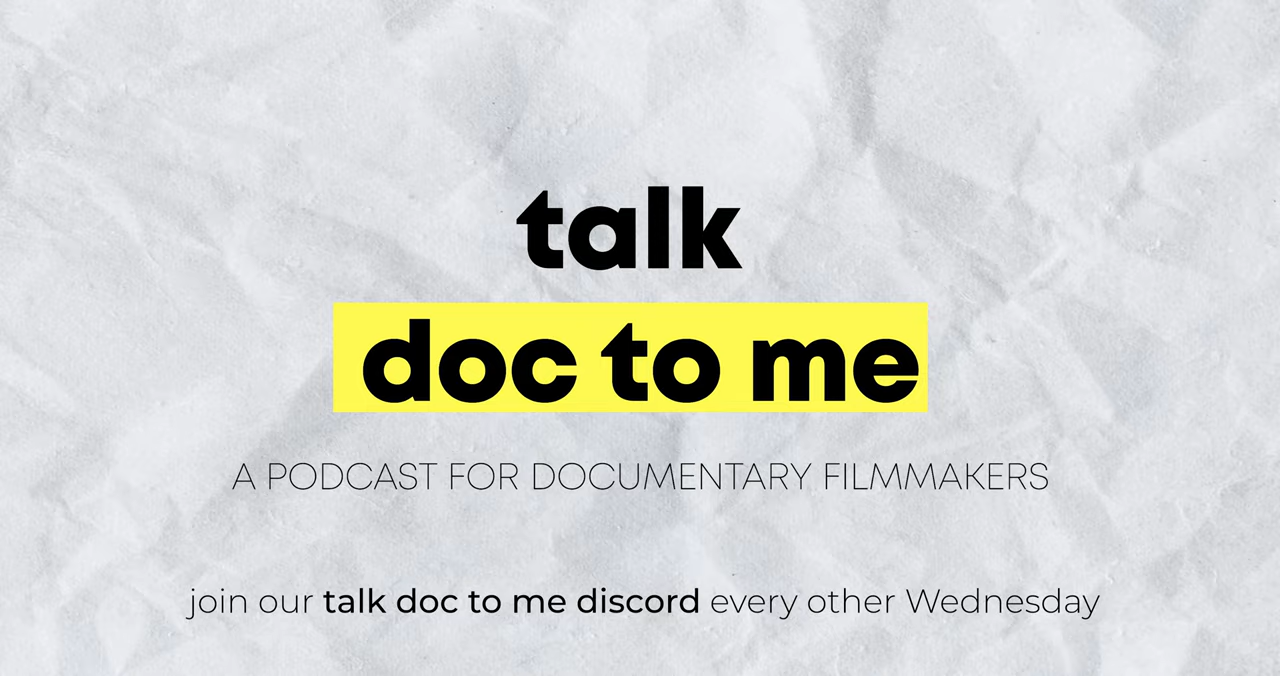 talk
doc to me
A PODCAST FOR DOCUMENTARY FILMMAKERS
join our talk doc to me discord every other Wednesday